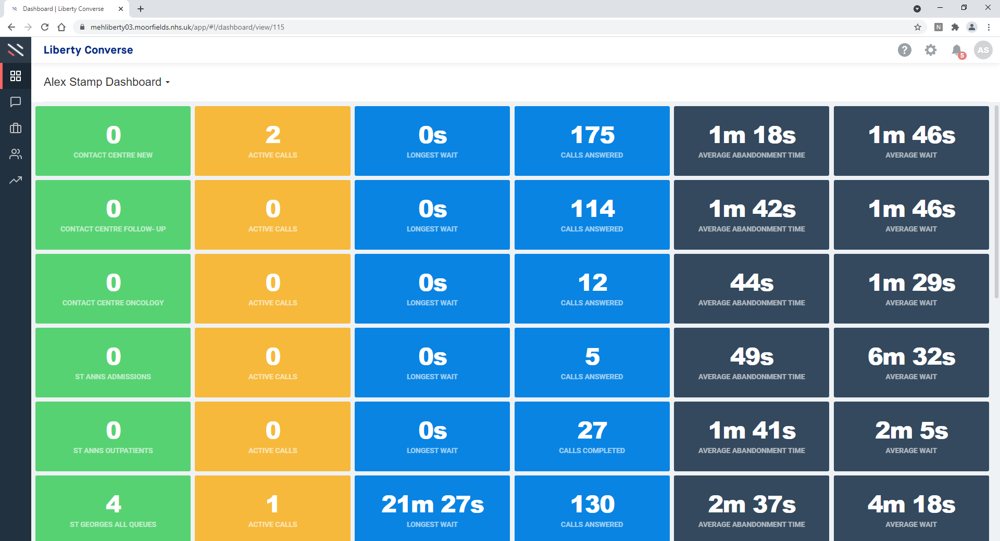 Dashboard | Liberty Converse
mehliberty03.moorfields.nhs.uk/app/#!/dashboard/view/115
N
Liberty Converse
?
5
AS
Alex Stamp Dashboard
0
CONTACT CENTRE NEW
2
ACTIVE CALLS
0s
LONGEST WAIT
175
CALLS ANSWERED
1m 18s
AVERAGE ABANDONMENT TIME
1m 46s
AVERAGE WAIT
0
CONTACT CENTRE FOLLOW- UP
0
ACTIVE CALLS
0s
LONGEST WAIT
114
CALLS ANSWERED
1m 42s
AVERAGE ABANDONMENT TIME
1m 46s
AVERAGE WAIT
0
CONTACT CENTRE ONCOLOGY
0
ACTIVE CALLS
0s
LONGEST WAIT
12
CALLS ANSWERED
44s
AVERAGE ABANDONMENT TIME
1m 29s
AVERAGE WAIT
0
ST ANNS ADMISSIONS
0
ACTIVE CALLS
0s
LONGEST WAIT
5
CALLS ANSWERED
49s
AVERAGE ABANDONMENT TIME
6m 32s
AVERAGE WAIT
0
ST ANNS OUTPATIENTS
0
ACTIVE CALLS
0s
LONGEST WAIT
27
CALLS COMPLETED
1m 41s
AVERAGE ABANDONMENT TIME
2m 5s
AVERAGE WAIT
4
ST GEORGES ALL QUEUES
1
ACTIVE CALLS
21m 27s
LONGEST WAIT
130
CALLS ANSWERED
2m 37s
AVERAGE ABANDONMENT TIME
4m 18s
AVERAGE WAIT